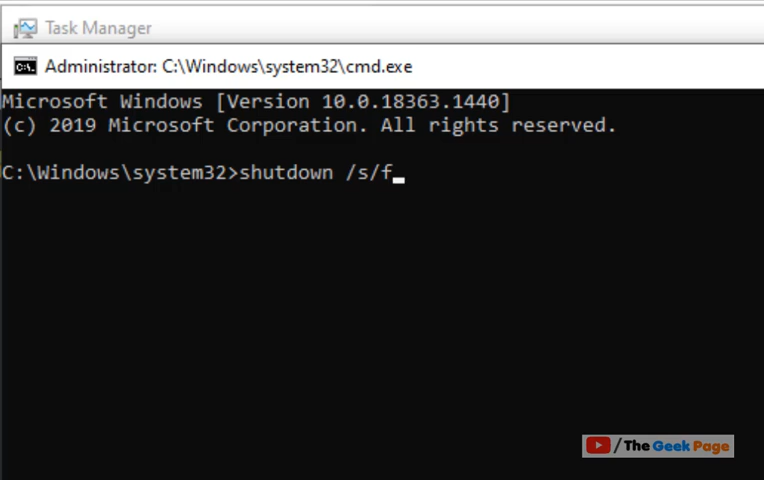 Task Manager
Administrator: C:\Windows\system32\cmd.exe
Microsoft Windows [Version 10.0.18363.1440]
(c) 2019 Microsoft Corporation. All rights reserved.
C:\Windows\system32>shutdown /s/f_
/The Geek Page